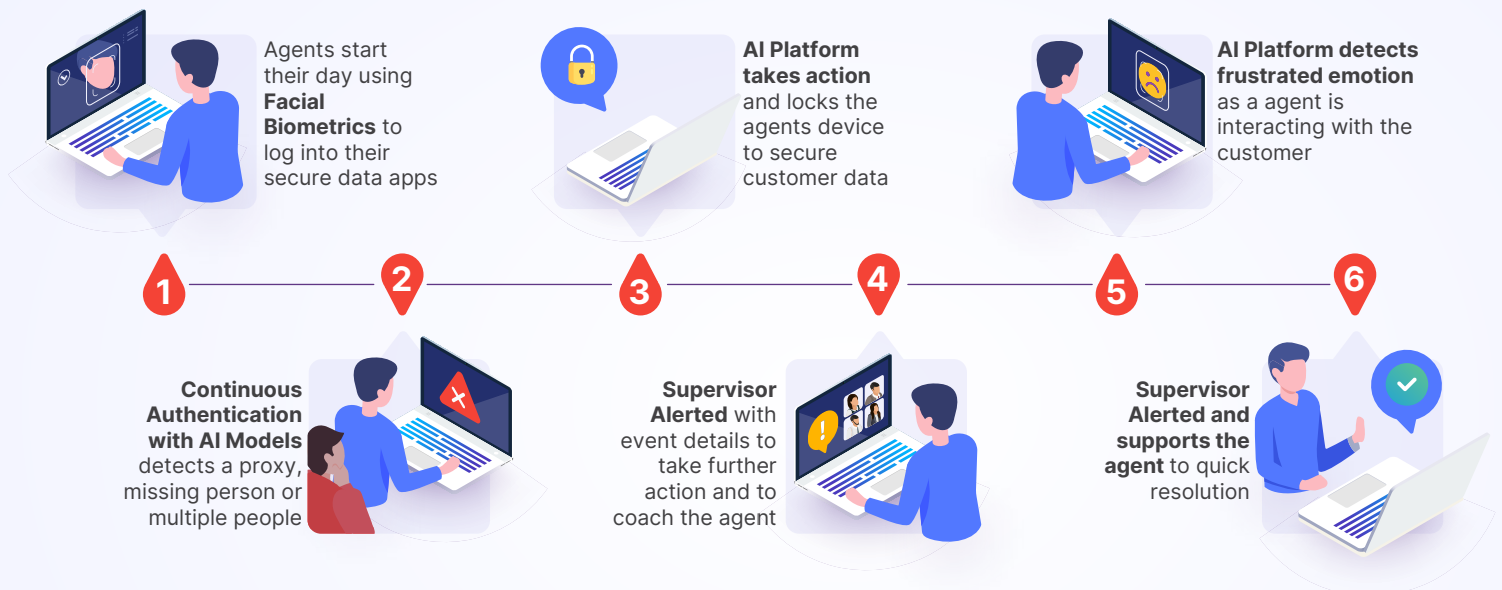 Agents start
their day using
Facial
Biometrics to
log into their
secure data apps
AI Platform
takes action
and locks the
agents device
to secure
customer data
AI Platform detects
frustrated emotion
as a agent is
interacting with the
customer
1
2
3
4
5
6
Continuous
Authentication
with AI Models
detects a proxy,
missing person or
multiple people
Supervisor
Alerted with
event details to
take further
action and to
coach the agent
Supervisor
Alerted and
supports the
agent to quick
resolution